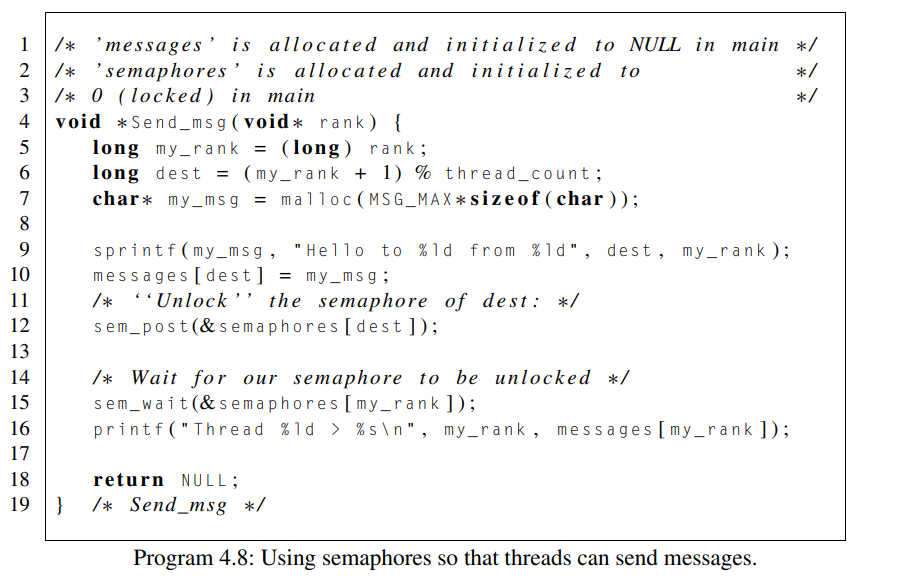 1 /* 'messages' is allocated and initialized to NULL in main */
2 /* 'semaphores' is allocated and initialized to */
3 /* 0 (locked) in main */
4 void *Send_msg(void* rank) {
5 long my_rank = (long) rank;
6 long dest = (my_rank + 1) % thread_count;
7 char* my_msg = malloc(MSG_MAX*sizeof(char));
8
9 sprintf(my_msg, "Hello to %ld from %ld", dest, my_rank);
10 messages[dest] = my_msg;
11 /* ‘‘Unlock’’ the semaphore of dest: */
12 sem_post(&semaphores[dest]);
13
14 /* Wait for our semaphore to be unlocked */
15 sem_wait(&semaphores[my_rank]);
16 printf("Thread %ld > %s\n", my_rank, messages[my_rank]);
17
18 return NULL;
19 } /* Send_msg */
Program 4.8: Using semaphores so that threads can send messages.